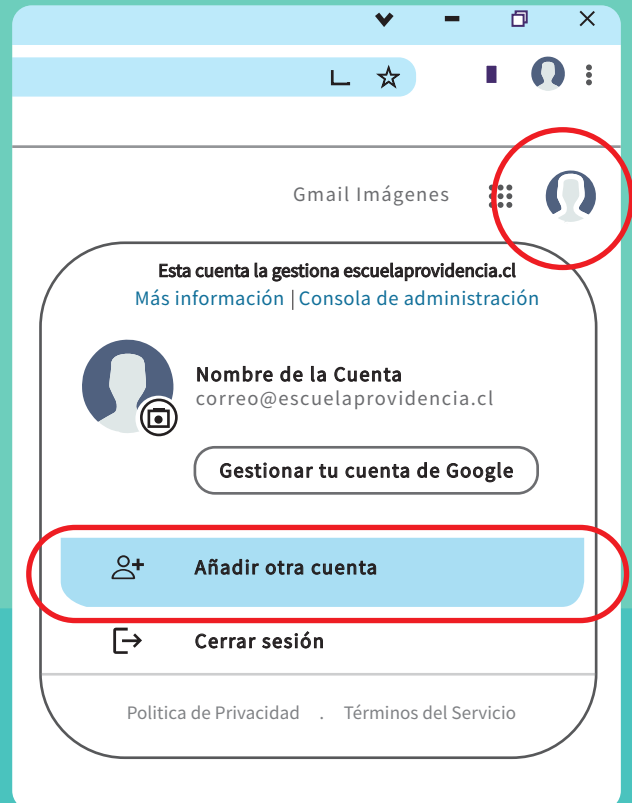 Gmail Imágenes
Esta cuenta la gestiona escuelaprovidencia.cl
Más información | Consola de administración
Nombre de la Cuenta
correo@escuelaprovidencia.cl
Gestionar tu cuenta de Google
Añadir otra cuenta
Cerrar sesión
Politica de Privacidad . Términos del Servicio